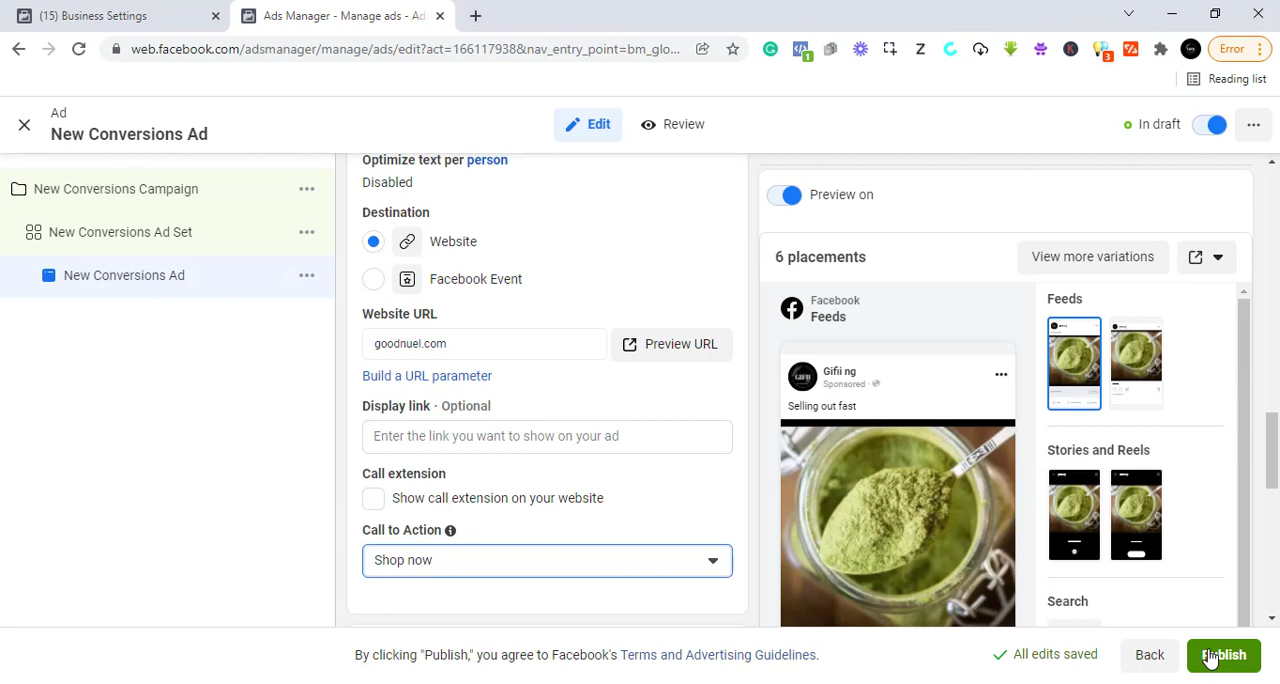 (15) Business Settings
Ads Manager - Manage ads - Ad
web.facebook.com/adsmanager/manage/ads/edit?act=166117938&nav_entry_point=bm_glo...
1
Z
K
3
Error
Reading list
Ad
New Conversions Ad
Edit
Review
In draft
New Conversions Campaign
New Conversions Ad Set
New Conversions Ad
Optimize text per person
Disabled
Destination
Website
Facebook Event
Website URL
goodnuel.com
Preview URL
Build a URL parameter
Display link · Optional
Enter the link you want to show on your ad
Call extension
Show call extension on your website
Call to Action
Shop now
Preview on
6 placements
View more variations
Facebook
Feeds
GIFII
Gifii ng
Sponsored ·
Selling out fast
Feeds
Stories and Reels
Search
By clicking "Publish," you agree to Facebook's Terms and Advertising Guidelines.
All edits saved
Back
Publish